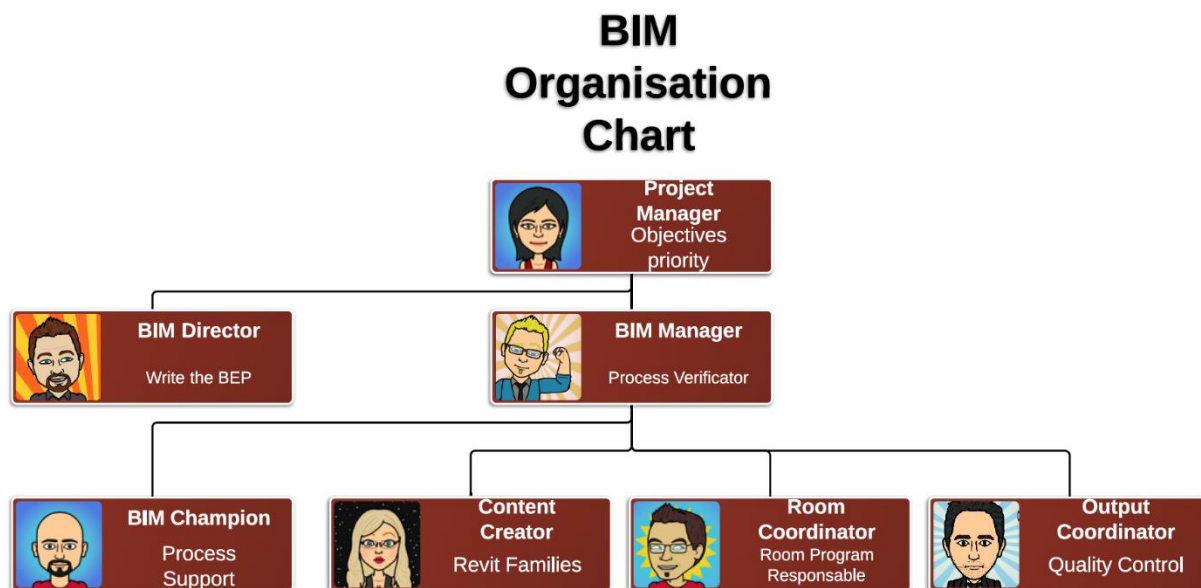 BIM
Organisation
Chart
Project
Manager
Objectives
priority
BIM Director
Write the BEP
BIM Manager
Process Verificator
BIM Champion
Process
Support
Content
Creator
Revit Families
Room
Coordinator
Room Program
Responsable
Output
Coordinator
Quality Control